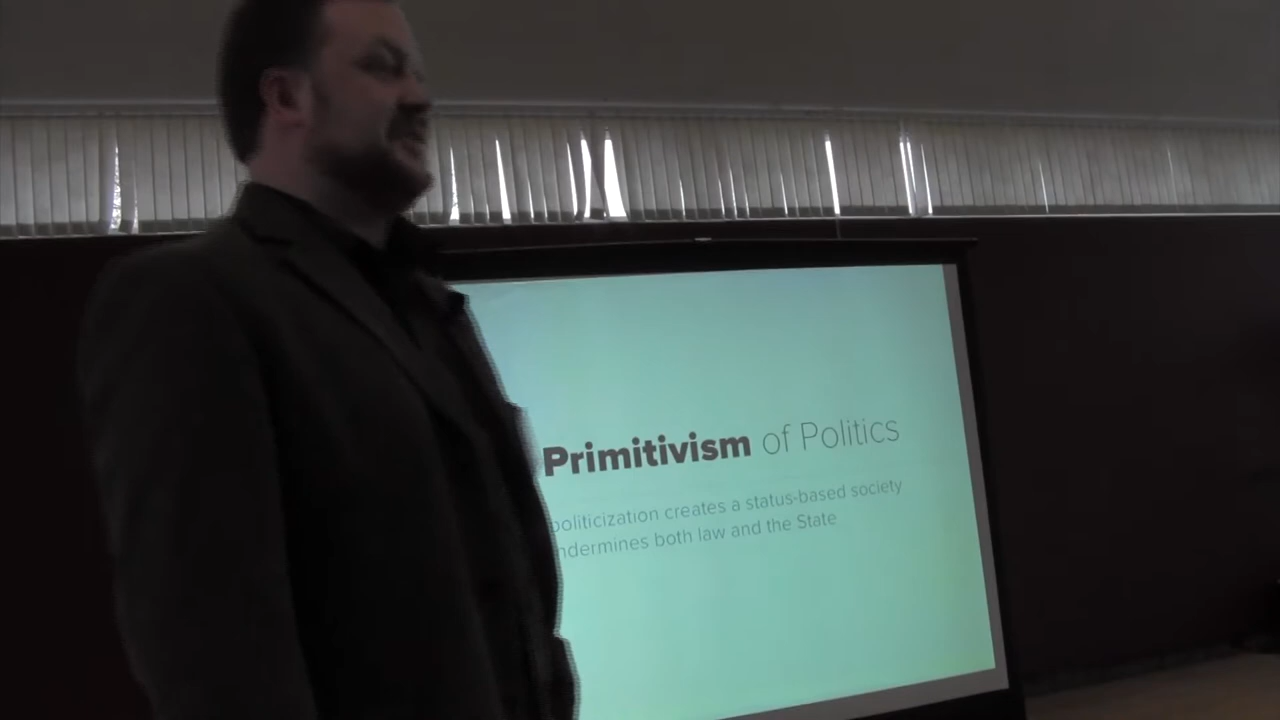 Primitivism of Politics
politicization creates a status-based society
ndermines both law and the State